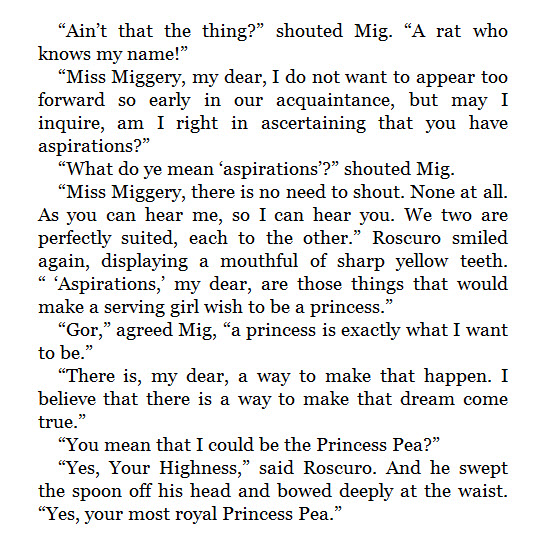 “Ain’t that the thing?” shouted Mig. “A rat who
knows my name!”
“Miss Miggery, my dear, I do not want to appear too
forward so early in our acquaintance, but may I
inquire, am I right in ascertaining that you have
aspirations?”
“What do ye mean ‘aspirations’?” shouted Mig.
“Miss Miggery, there is no need to shout. None at all.
As you can hear me, so I can hear you. We two are
perfectly suited, each to the other.” Roscuro smiled
again, displaying a mouthful of sharp yellow teeth.
“ ‘Aspirations,’ my dear, are those things that would
make a serving girl wish to be a princess.”
“Gor,” agreed Mig, “a princess is exactly what I want
to be.”
“There is, my dear, a way to make that happen. I
believe that there is a way to make that dream come
true.”
“You mean that I could be the Princess Pea?”
“Yes, Your Highness,” said Roscuro. And he swept
the spoon off his head and bowed deeply at the waist.
“Yes, your most royal Princess Pea.”